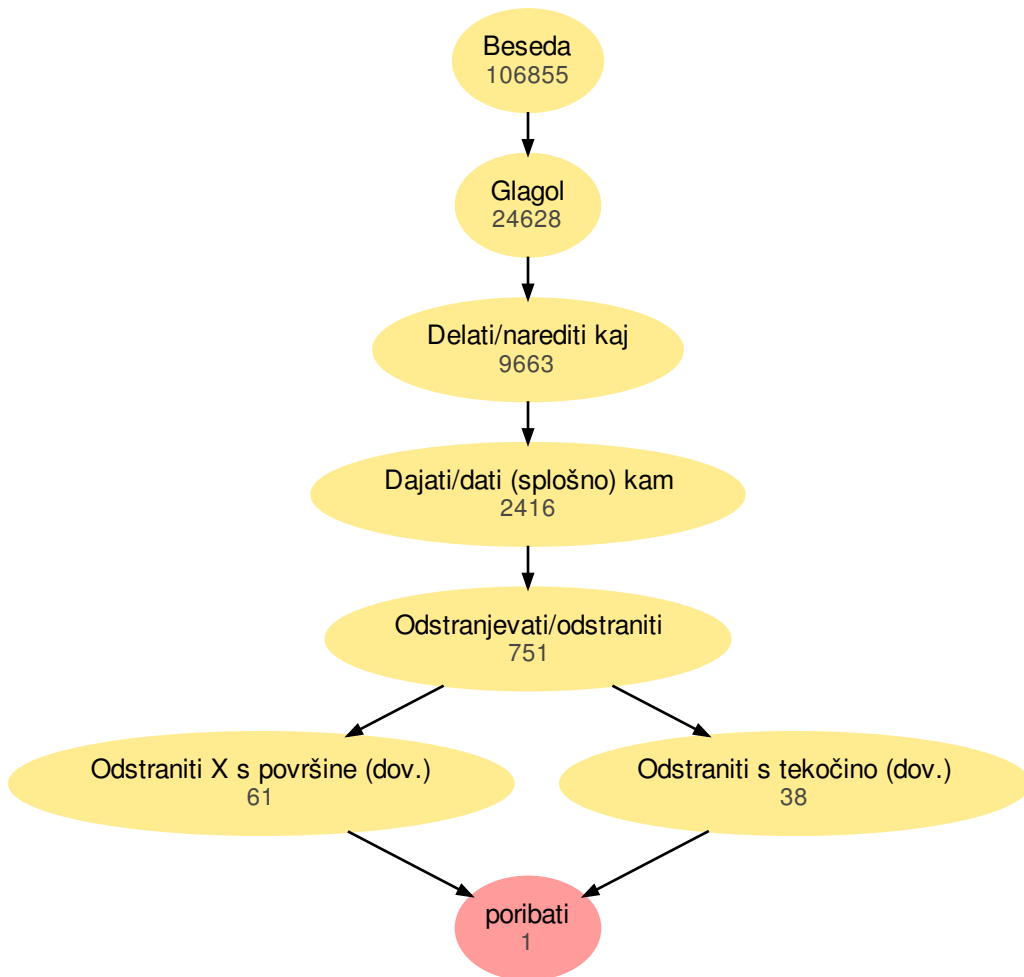 Beseda
106855
Glagol
24628
Delati/narediti kaj
9663
Dajati/dati (splošno) kam
2416
Odstranjevati/odstraniti
751
Odstraniti X s površine (dov.)
61
Odstraniti s tekočino (dov.)
38
poribati
1